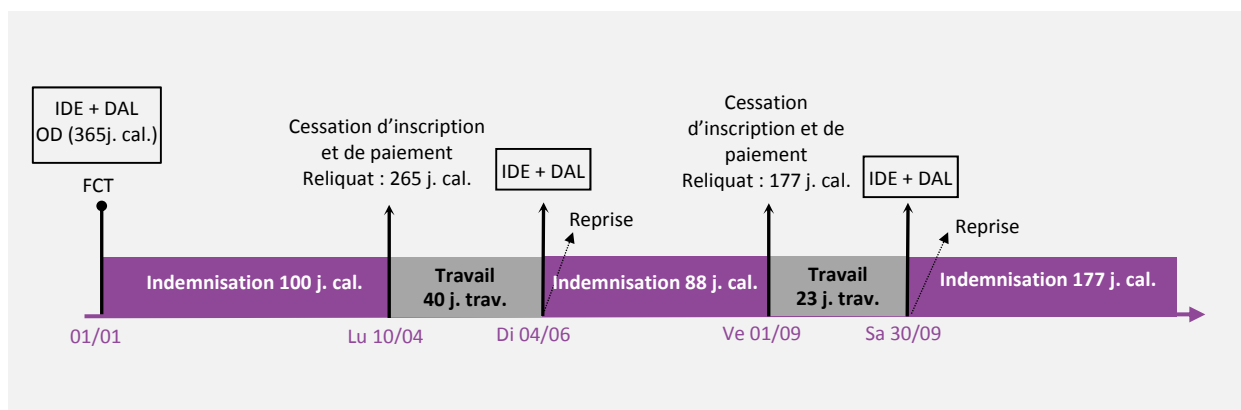 IDE + DAL
OD (365j. cal.)
FCT
Cessation d’inscription
et de paiement
Reliquat : 265 j. cal.
IDE + DAL
Reprise
Cessation
d’inscription et de
paiement
Reliquat : 177 j. cal.
IDE + DAL
Reprise
Indemnisation 100 j. cal.
Travail
40 j. trav.
Indemnisation 88 j. cal.
Travail
23 j. trav.
Indemnisation 177 j. cal.
01/01
Lu 10/04
Di 04/06
Ve 01/09
Sa 30/09